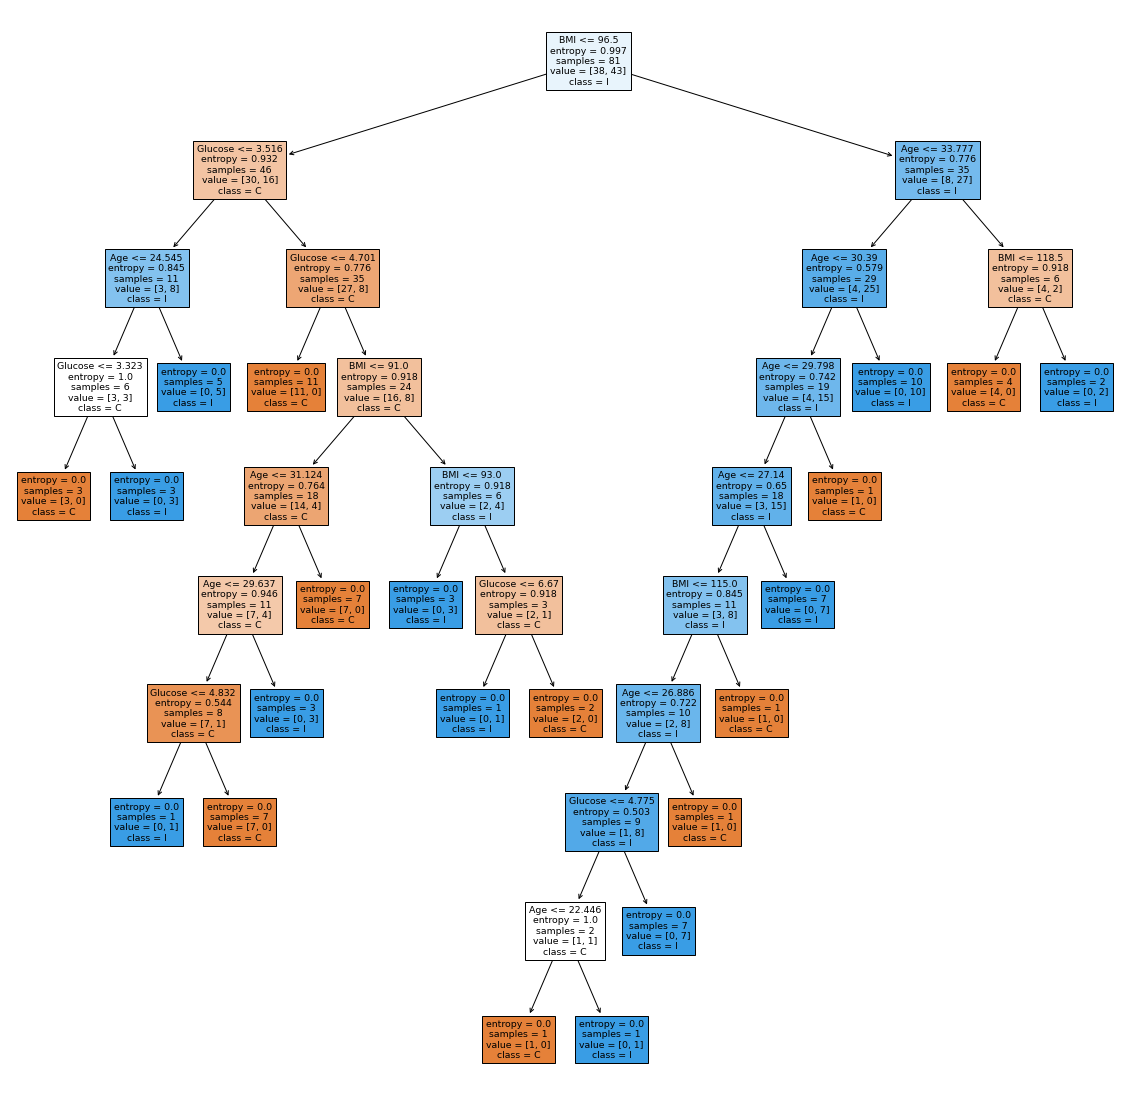 BMI <= 96.5
entropy = 0.997
samples = 81
value = [38, 43]
class = I
Glucose <= 3.516
entropy = 0.932
samples = 46
value = [30, 16]
class = C
Age <= 33.777
entropy = 0.776
samples = 35
value = [8, 27]
class = I
Age <= 24.545
entropy = 0.845
samples = 11
value = [3, 8]
class = I
Glucose <= 4.701
entropy = 0.776
samples = 35
value = [27, 8]
class = C
Age <= 30.39
entropy = 0.579
samples = 29
value = [4, 25]
class = I
BMI <= 118.5
entropy = 0.918
samples = 6
value = [4, 2]
class = C
Glucose <= 3.323
entropy = 1.0
samples = 6
value = [3, 3]
class = C
entropy = 0.0
samples = 5
value = [0, 5]
class = I
entropy = 0.0
samples = 11
value = [11, 0]
class = C
BMI <= 91.0
entropy = 0.918
samples = 24
value = [16, 8]
class = C
Age <= 29.798
entropy = 0.742
samples = 19
value = [4, 15]
class = I
entropy = 0.0
samples = 10
value = [0, 10]
class = I
entropy = 0.0
samples = 4
value = [4, 0]
class = C
entropy = 0.0
samples = 2
value = [0, 2]
class = I
entropy = 0.0
samples = 3
value = [3, 0]
class = C
entropy = 0.0
samples = 3
value = [0, 3]
class = I
Age <= 31.124
entropy = 0.764
samples = 18
value = [14, 4]
class = C
BMI <= 93.0
entropy = 0.918
samples = 6
value = [2, 4]
class = I
Age <= 27.14
entropy = 0.65
samples = 18
value = [3, 15]
class = I
entropy = 0.0
samples = 1
value = [1, 0]
class = C
Age <= 29.637
entropy = 0.946
samples = 11
value = [7, 4]
class = C
entropy = 0.0
samples = 7
value = [7, 0]
class = C
entropy = 0.0
samples = 3
value = [0, 3]
class = I
Glucose <= 6.67
entropy = 0.918
samples = 3
value = [2, 1]
class = C
BMI <= 115.0
entropy = 0.845
samples = 11
value = [3, 8]
class = I
entropy = 0.0
samples = 7
value = [0, 7]
class = I
Glucose <= 4.832
entropy = 0.544
samples = 8
value = [7, 1]
class = C
entropy = 0.0
samples = 3
value = [0, 3]
class = I
entropy = 0.0
samples = 1
value = [0, 1]
class = I
entropy = 0.0
samples = 2
value = [2, 0]
class = C
Age <= 26.886
entropy = 0.722
samples = 10
value = [2, 8]
class = I
entropy = 0.0
samples = 1
value = [1, 0]
class = C
entropy = 0.0
samples = 1
value = [0, 1]
class = I
entropy = 0.0
samples = 7
value = [7, 0]
class = C
Glucose <= 4.775
entropy = 0.503
samples = 9
value = [1, 8]
class = I
entropy = 0.0
samples = 1
value = [1, 0]
class = C
Age <= 22.446
entropy = 1.0
samples = 2
value = [1, 1]
class = C
entropy = 0.0
samples = 7
value = [0, 7]
class = I
entropy = 0.0
samples = 1
value = [1, 0]
class = C
entropy = 0.0
samples = 1
value = [0, 1]
class = I